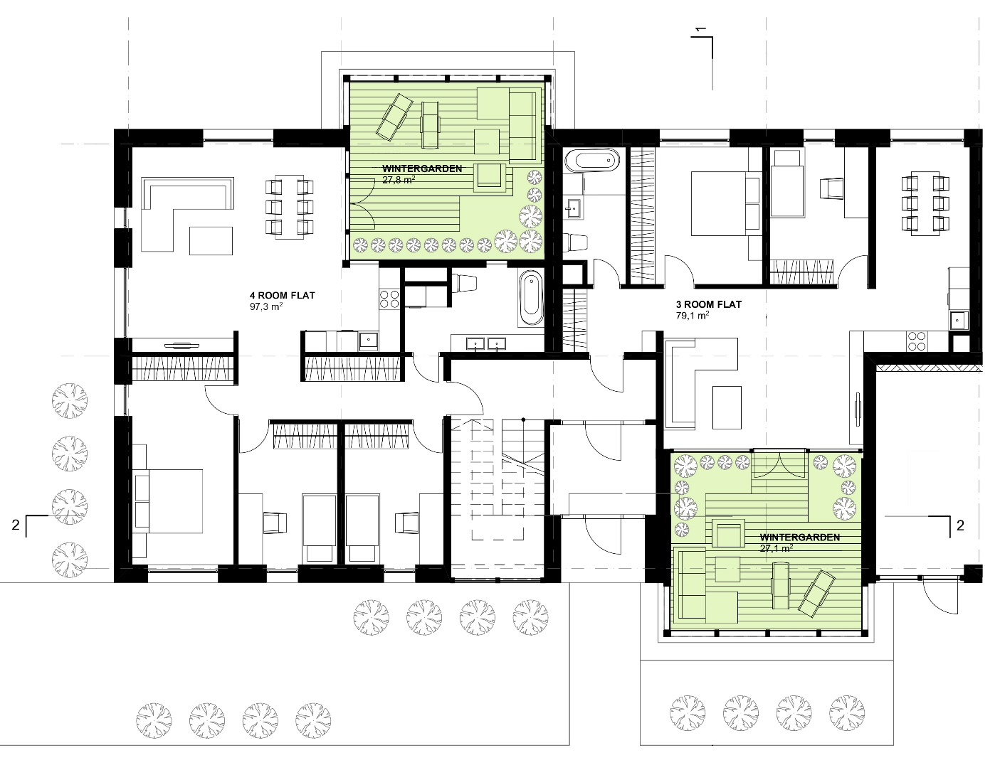 1
WINTERGARDEN
27,8 m²
4 ROOM FLAT
97,3 m²
3 ROOM FLAT
79,1 m²
2
2
WINTERGARDEN
27,1 m²